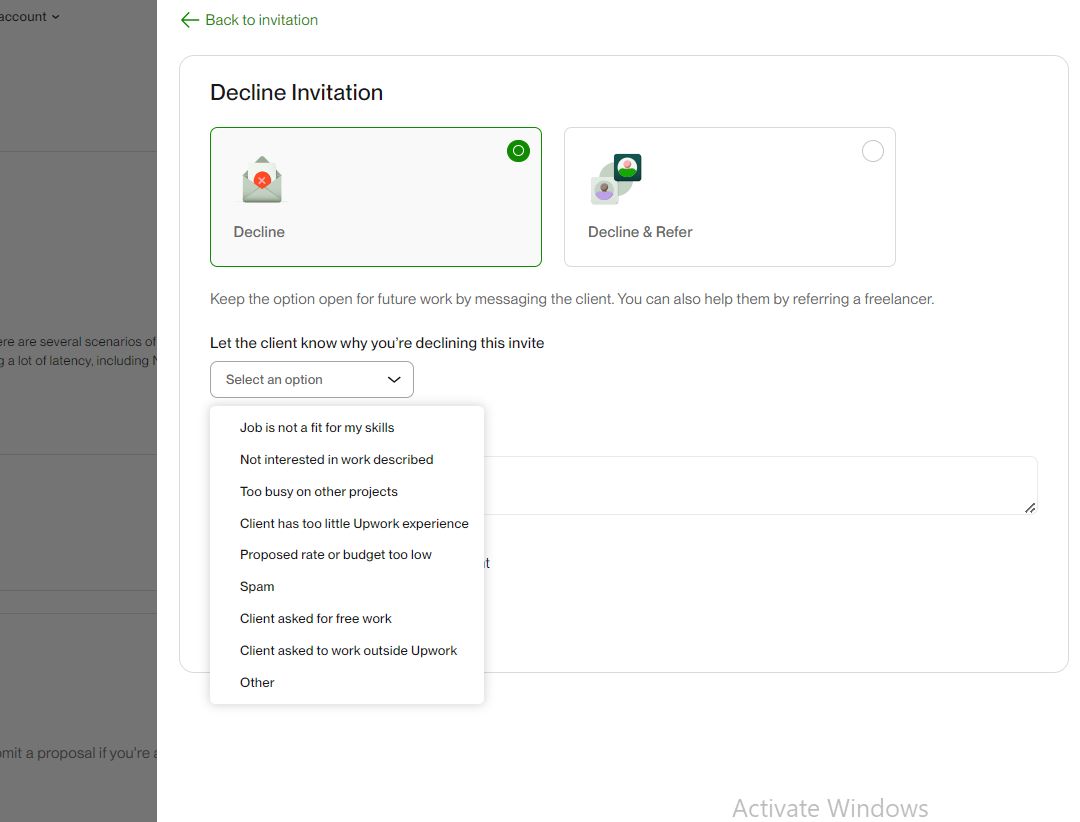 account
Back to invitation
Decline Invitation
Decline
Decline & Refer
Keep the option open for future work by messaging the client. You can also help them by referring a freelancer.
ere are several scenarios of
Let the client know why you're declining this invite
g a lot of latency, including
Select an option
Job is not a fit for my skills
Not interested in work described
Too busy on other projects
Client has too little Upwork experience
Proposed rate or budget too low
Spam
Client asked for free work
Client asked to work outside Upwork
Other
mit a proposal if you're a
Activate Windows